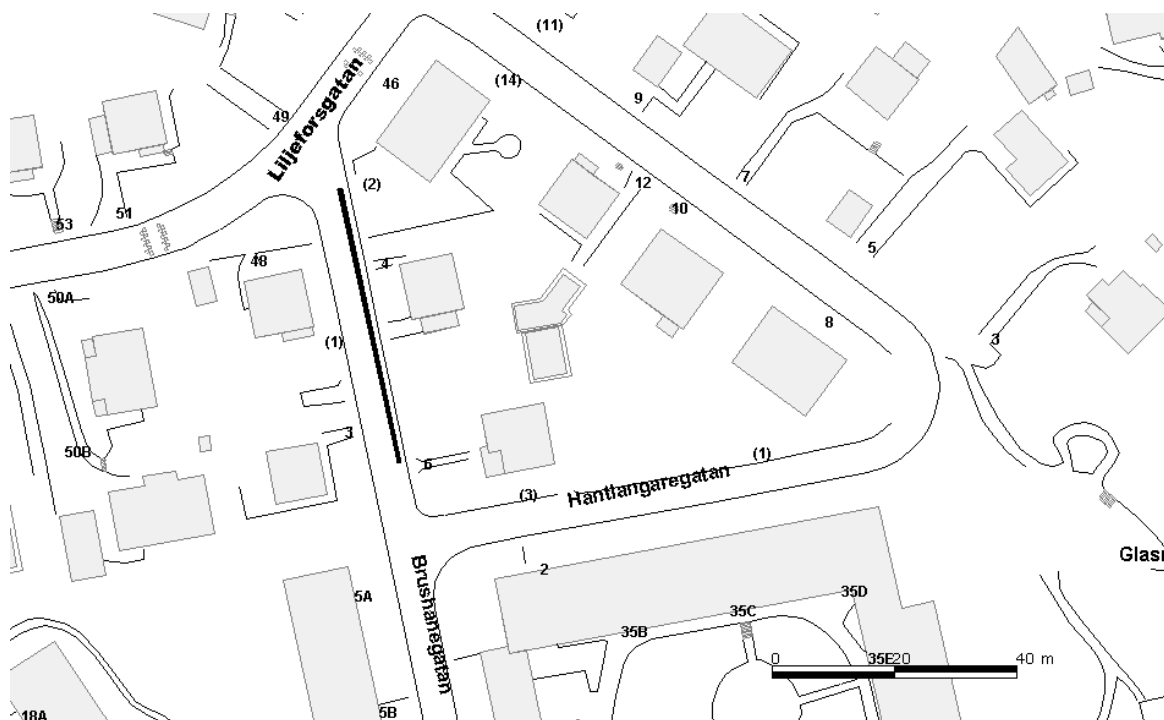 (11)
46
(14)
9
49
Liljeforsgatan
(2)
12
7
10
51
53
5
48
4
50A
8
(1)
3
3
50B
6
(1)
(3)
Hantlangaregatan
Glasr
2
Brushanegatan
5A
35D
35C
35B
0
35E
20
40 m
5B
18A